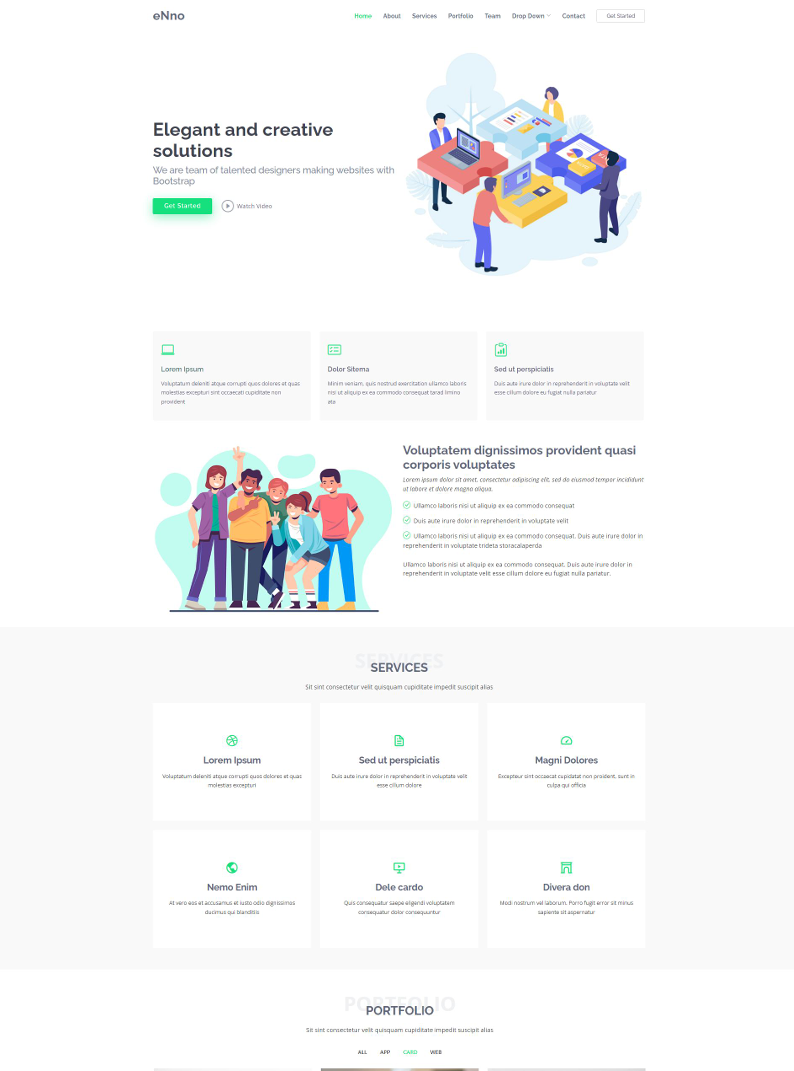 eNno
Home About Services Portfolio Team Drop Down Contact Get Started
Elegant and creative
solutions
We are team of talented designers making websites with
Bootstrap
Get Started Watch Video
Lorem Ipsum
Voluptatum deleniti atque corrupti quos dolores et quas
molestias excepturi sint occaecati cupiditate non
provident
Dolor Sitema
Minim veniam, quis nostrud exercitation ullamco laboris
nisi ut aliquip ex ea commodo consequat tarad limino
ata
Sed ut perspiciatis
Duis aute irure dolor in reprehenderit in voluptate velit
esse cillum dolore eu fugiat nulla pariatur
Voluptatem dignissimos provident quasi
corporis voluptates
Lorem ipsum dolor sit amet, consectetur adipiscing elit, sed do eiusmod tempor incididunt
ut labore et dolore magna aliqua.
Ullamco laboris nisi ut aliquip ex ea commodo consequat
Duis aute irure dolor in reprehenderit in voluptate velit
Ullamco laboris nisi ut aliquip ex ea commodo consequat. Duis aute irure dolor in
reprehenderit in voluptate trideta storacalaperda
Ullamco laboris nisi ut aliquip ex ea commodo consequat. Duis aute irure dolor in
reprehenderit in voluptate velit esse cillum dolore eu fugiat nulla pariatur.
SERVICES
SERVICES
Sit sint consectetur velit quisquam cupiditate impedit suscipit alias
Lorem Ipsum
Voluptatum deleniti atque corrupti quos dolores et quas
molestias excepturi
Sed ut perspiciatis
Duis aute irure dolor in reprehenderit in voluptate velit
esse cillum dolore
Magni Dolores
Excepteur sint occaecat cupidatat non proident, sunt in
culpa qui officia
Nemo Enim
At vero eos et accusamus et iusto odio dignissimos
ducimus qui blanditiis
Dele cardo
Quis consequatur saepe eligendi voluptatem
consequatur dolor consequuntur
Divera don
Modi nostrum vel laborum. Porro fugit error sit minus
sapiente sit aspernatur
PORTFOLIO
PORTFOLIO
Sit sint consectetur velit quisquam cupiditate impedit suscipit alias
ALL APP CARD WEB